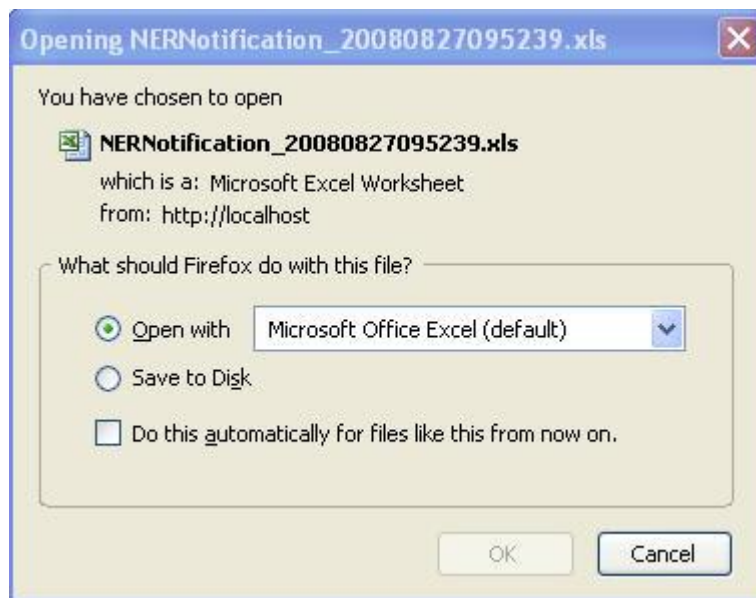 Opening NERNotification_20080827095239.xls
You have chosen to open
NERNotification_20080827095239.xls
which is a: Microsoft Excel Worksheet
from: http://localhost
What should Firefox do with this file?
Open with Microsoft Office Excel (default)
Save to Disk
Do this automatically for files like this from now on.
OK Cancel